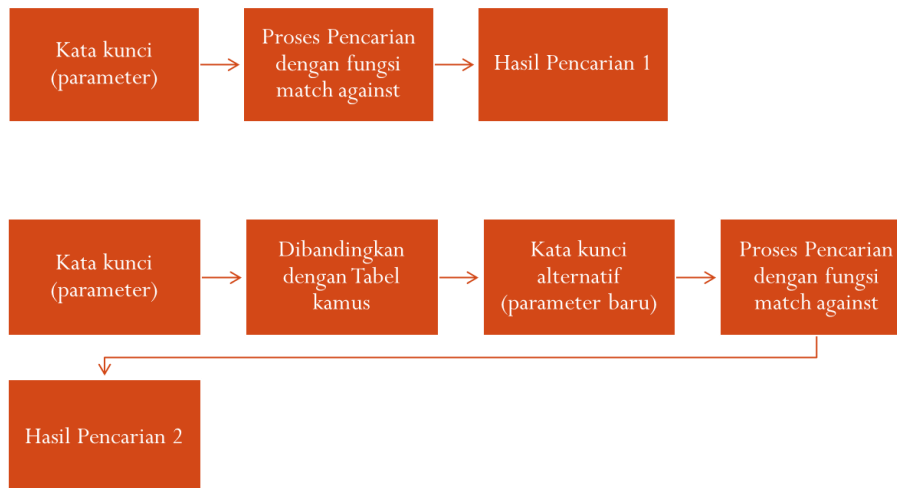 Kata kunci
(parameter)
Proses Pencarian
dengan fungsi
match against
Hasil Pencarian 1
Kata kunci
(parameter)
Dibandingkan
dengan Tabel
kamus
Kata kunci
alternatif
(parameter baru)
Proses Pencarian
dengan fungsi
match against
Hasil Pencarian 2